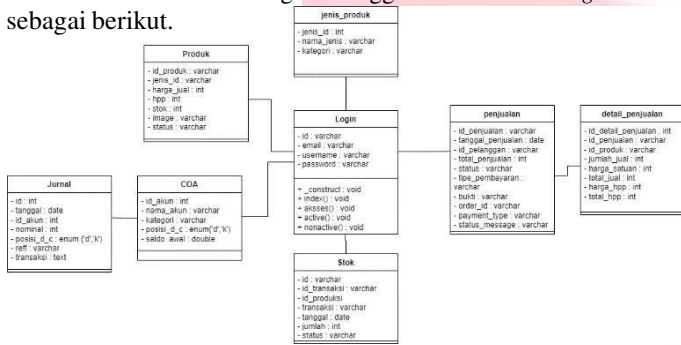 sebagai berikut.
jenis_produk
- jenis_id : int
- nama_jenis : varchar
- kategori : varchar
Produk
- id_produk : varchar
- jenis_id : varchar
- harga_jual : int
- hpp : int
- stok : int
- image : varchar
- status : varchar
Login
- id : varchar
- email : varchar
- username : varchar
- password : varchar
+ _construct : void
+ index() : void
+ aksses() : void
+ active() : void
+ nonactive() : void
penjualan
- id_penjualan : varchar
- tanggal_penjualan : date
- id_pelanggan : varchar
- total_penjualan : int
- status : varchar
- tipe_pembayaran :
varchar
- bukti : varchar
- order_id : varchar
- payment_type : varchar
- status_message : varchar
detail_penjualan
- id_detail_penjualan : int
- id_penjualan : varchar
- id_produk : varchar
- jumlah_jual : int
- harga_satuan : int
- total_jual : int
- harga_hpp : int
- total_hpp : int
Jurnal
- id : int
- tanggal : date
- id_akun : int
- nominal : int
- posisi_d_c : enum ('d','k')
- reff : varchar
- transaksi : text
COA
- id_akun : int
- nama_akun : varchar
- kategori : varchar
- posisi_d_c : enum('d','k')
- saldo_awal : double
Stok
- id : varchar
- id_transaksi : varchar
- id_produksi
- transaksi : varchar
- tanggal : date
- jumlah : int
- status : varchar